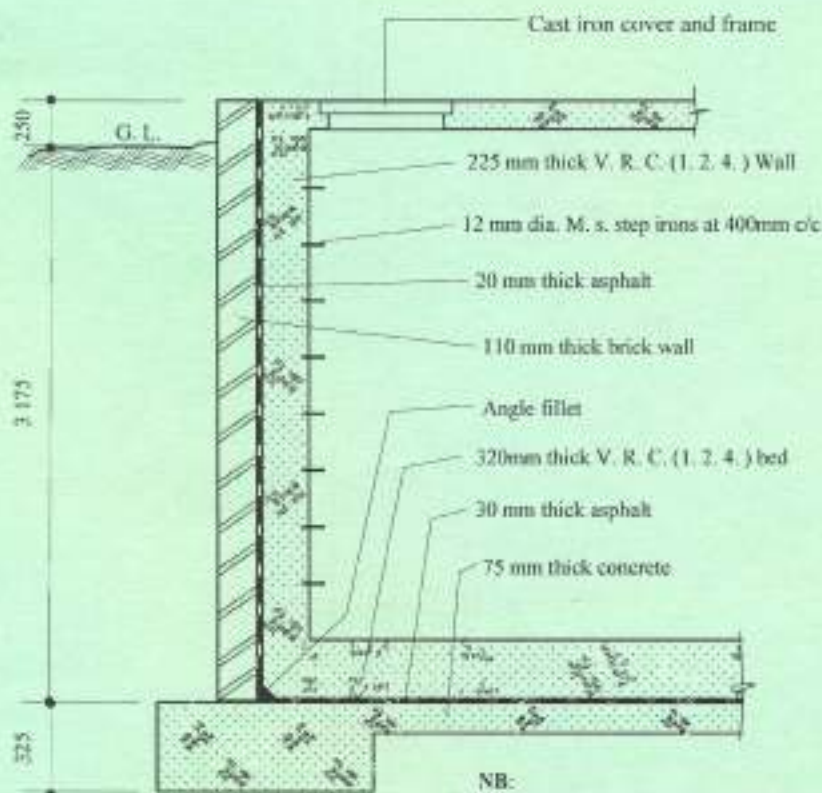 Cast iron cover and frame
250
G. L.
225 mm thick V. R. C. (1. 2. 4. ) Wall
12 mm dia. M. s. step irons at 400mm c/c
20 mm thick asphalt
110 mm thick brick wall
3 175
Angle fillet
320mm thick V. R. C. (1. 2. 4. ) bed
30 mm thick asphalt
75 mm thick concrete
325
NB: